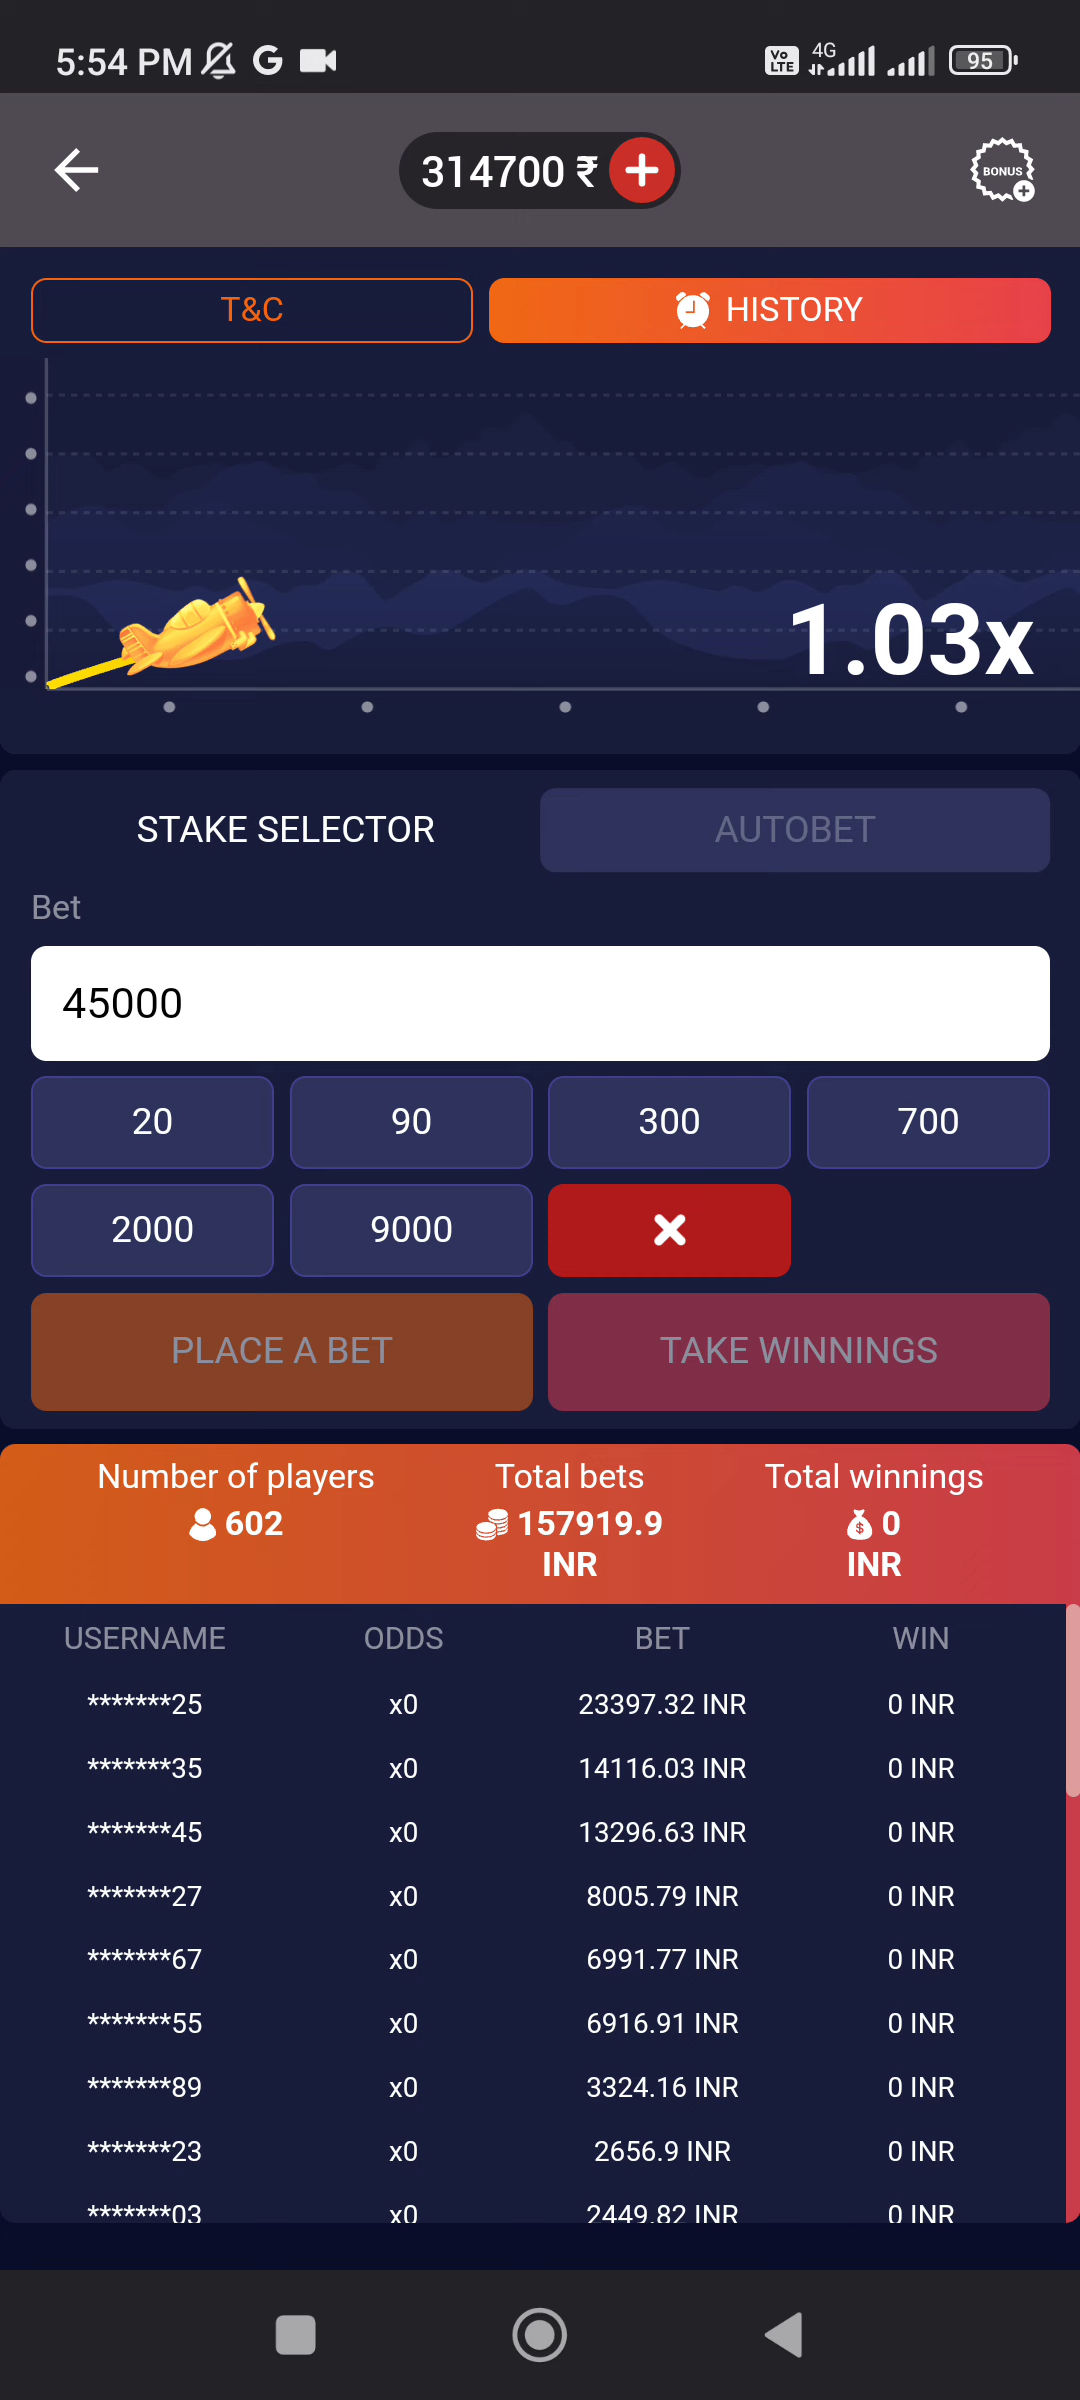 5:54 PM G Vo LTE 4G 95
314700 ₹ BONUS
T&C HISTORY
1.03x
STAKE SELECTOR AUTOBET
Bet
45000
20 90 300 700
2000 9000
PLACE A BET TAKE WINNINGS
Number of players Total bets Total winnings
602 157919.9 0
INR INR
USERNAME ODDS BET WIN
*******25 x0 23397.32 INR 0 INR
*******35 x0 14116.03 INR 0 INR
*******45 x0 13296.63 INR 0 INR
*******27 x0 8005.79 INR 0 INR
*******67 x0 6991.77 INR 0 INR
*******55 x0 6916.91 INR 0 INR
*******89 x0 3324.16 INR 0 INR
*******23 x0 2656.9 INR 0 INR
*******03 x0 2449.82 INR 0 INR